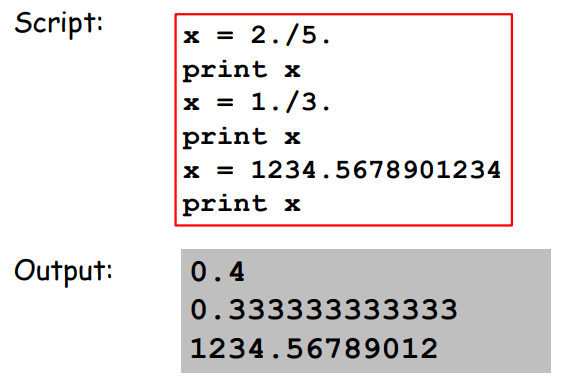 Script:
x = 2./5.
print x
x = 1./3.
print x
x = 1234.5678901234
print x
Output:
0.4
0.333333333333
1234.56789012